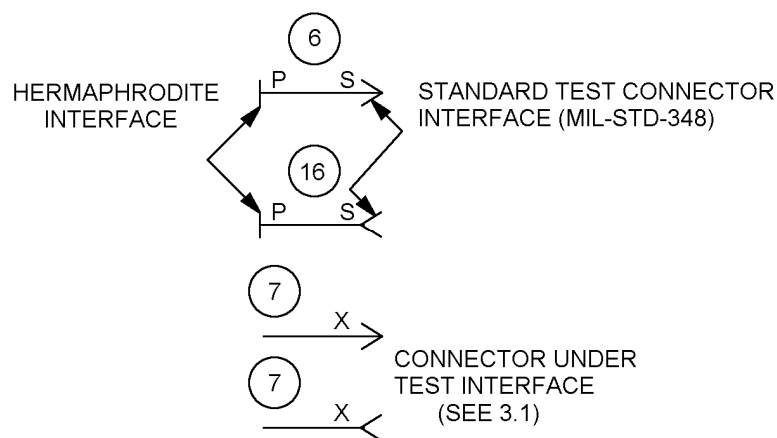 6
P S
HERMAPHRODITE
INTERFACE
STANDARD TEST CONNECTOR
INTERFACE (MIL-STD-348)
16
P S
7
X
CONNECTOR UNDER
TEST INTERFACE
(SEE 3.1)
7
X